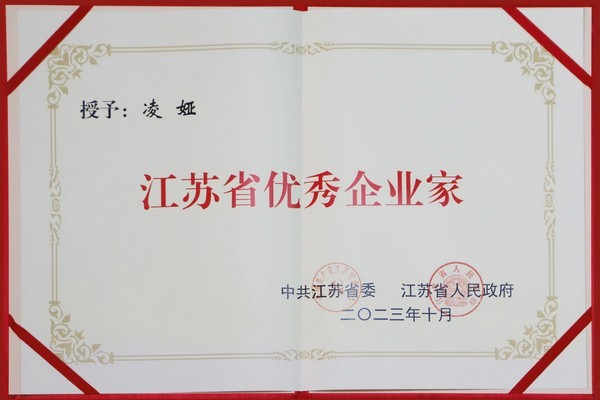 授予：凌娅
江苏省优秀企业家
中共江苏省委 江苏省人民政府
二〇二三年十月